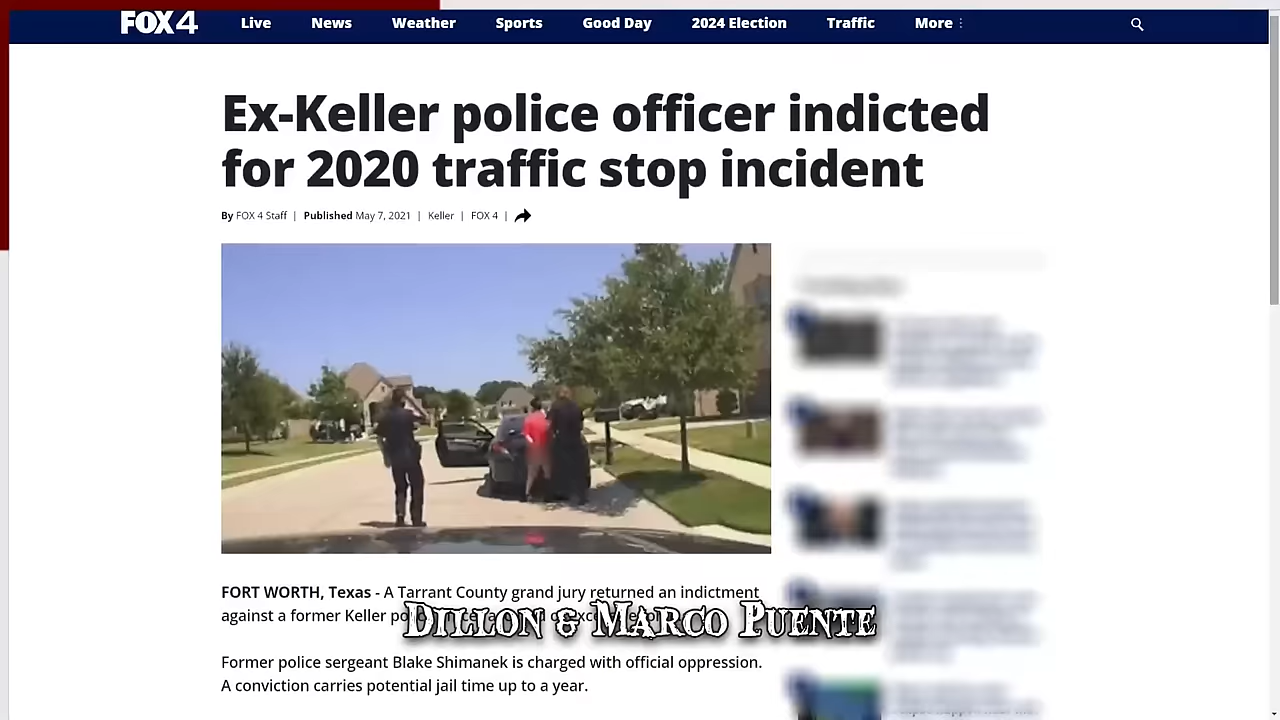 FOX 4 Live News Weather Sports Good Day 2024 Election Traffic More
Ex-Keller police officer indicted
for 2020 traffic stop incident
By FOX 4 Staff | Published May 7, 2021 | Keller | FOX 4 |
FORT WORTH, Texas - A Tarrant County grand jury returned an indictment
against a former Keller
Dillon & Marco Puente
Former police sergeant Blake Shimanek is charged with official oppression.
A conviction carries potential jail time up to a year.